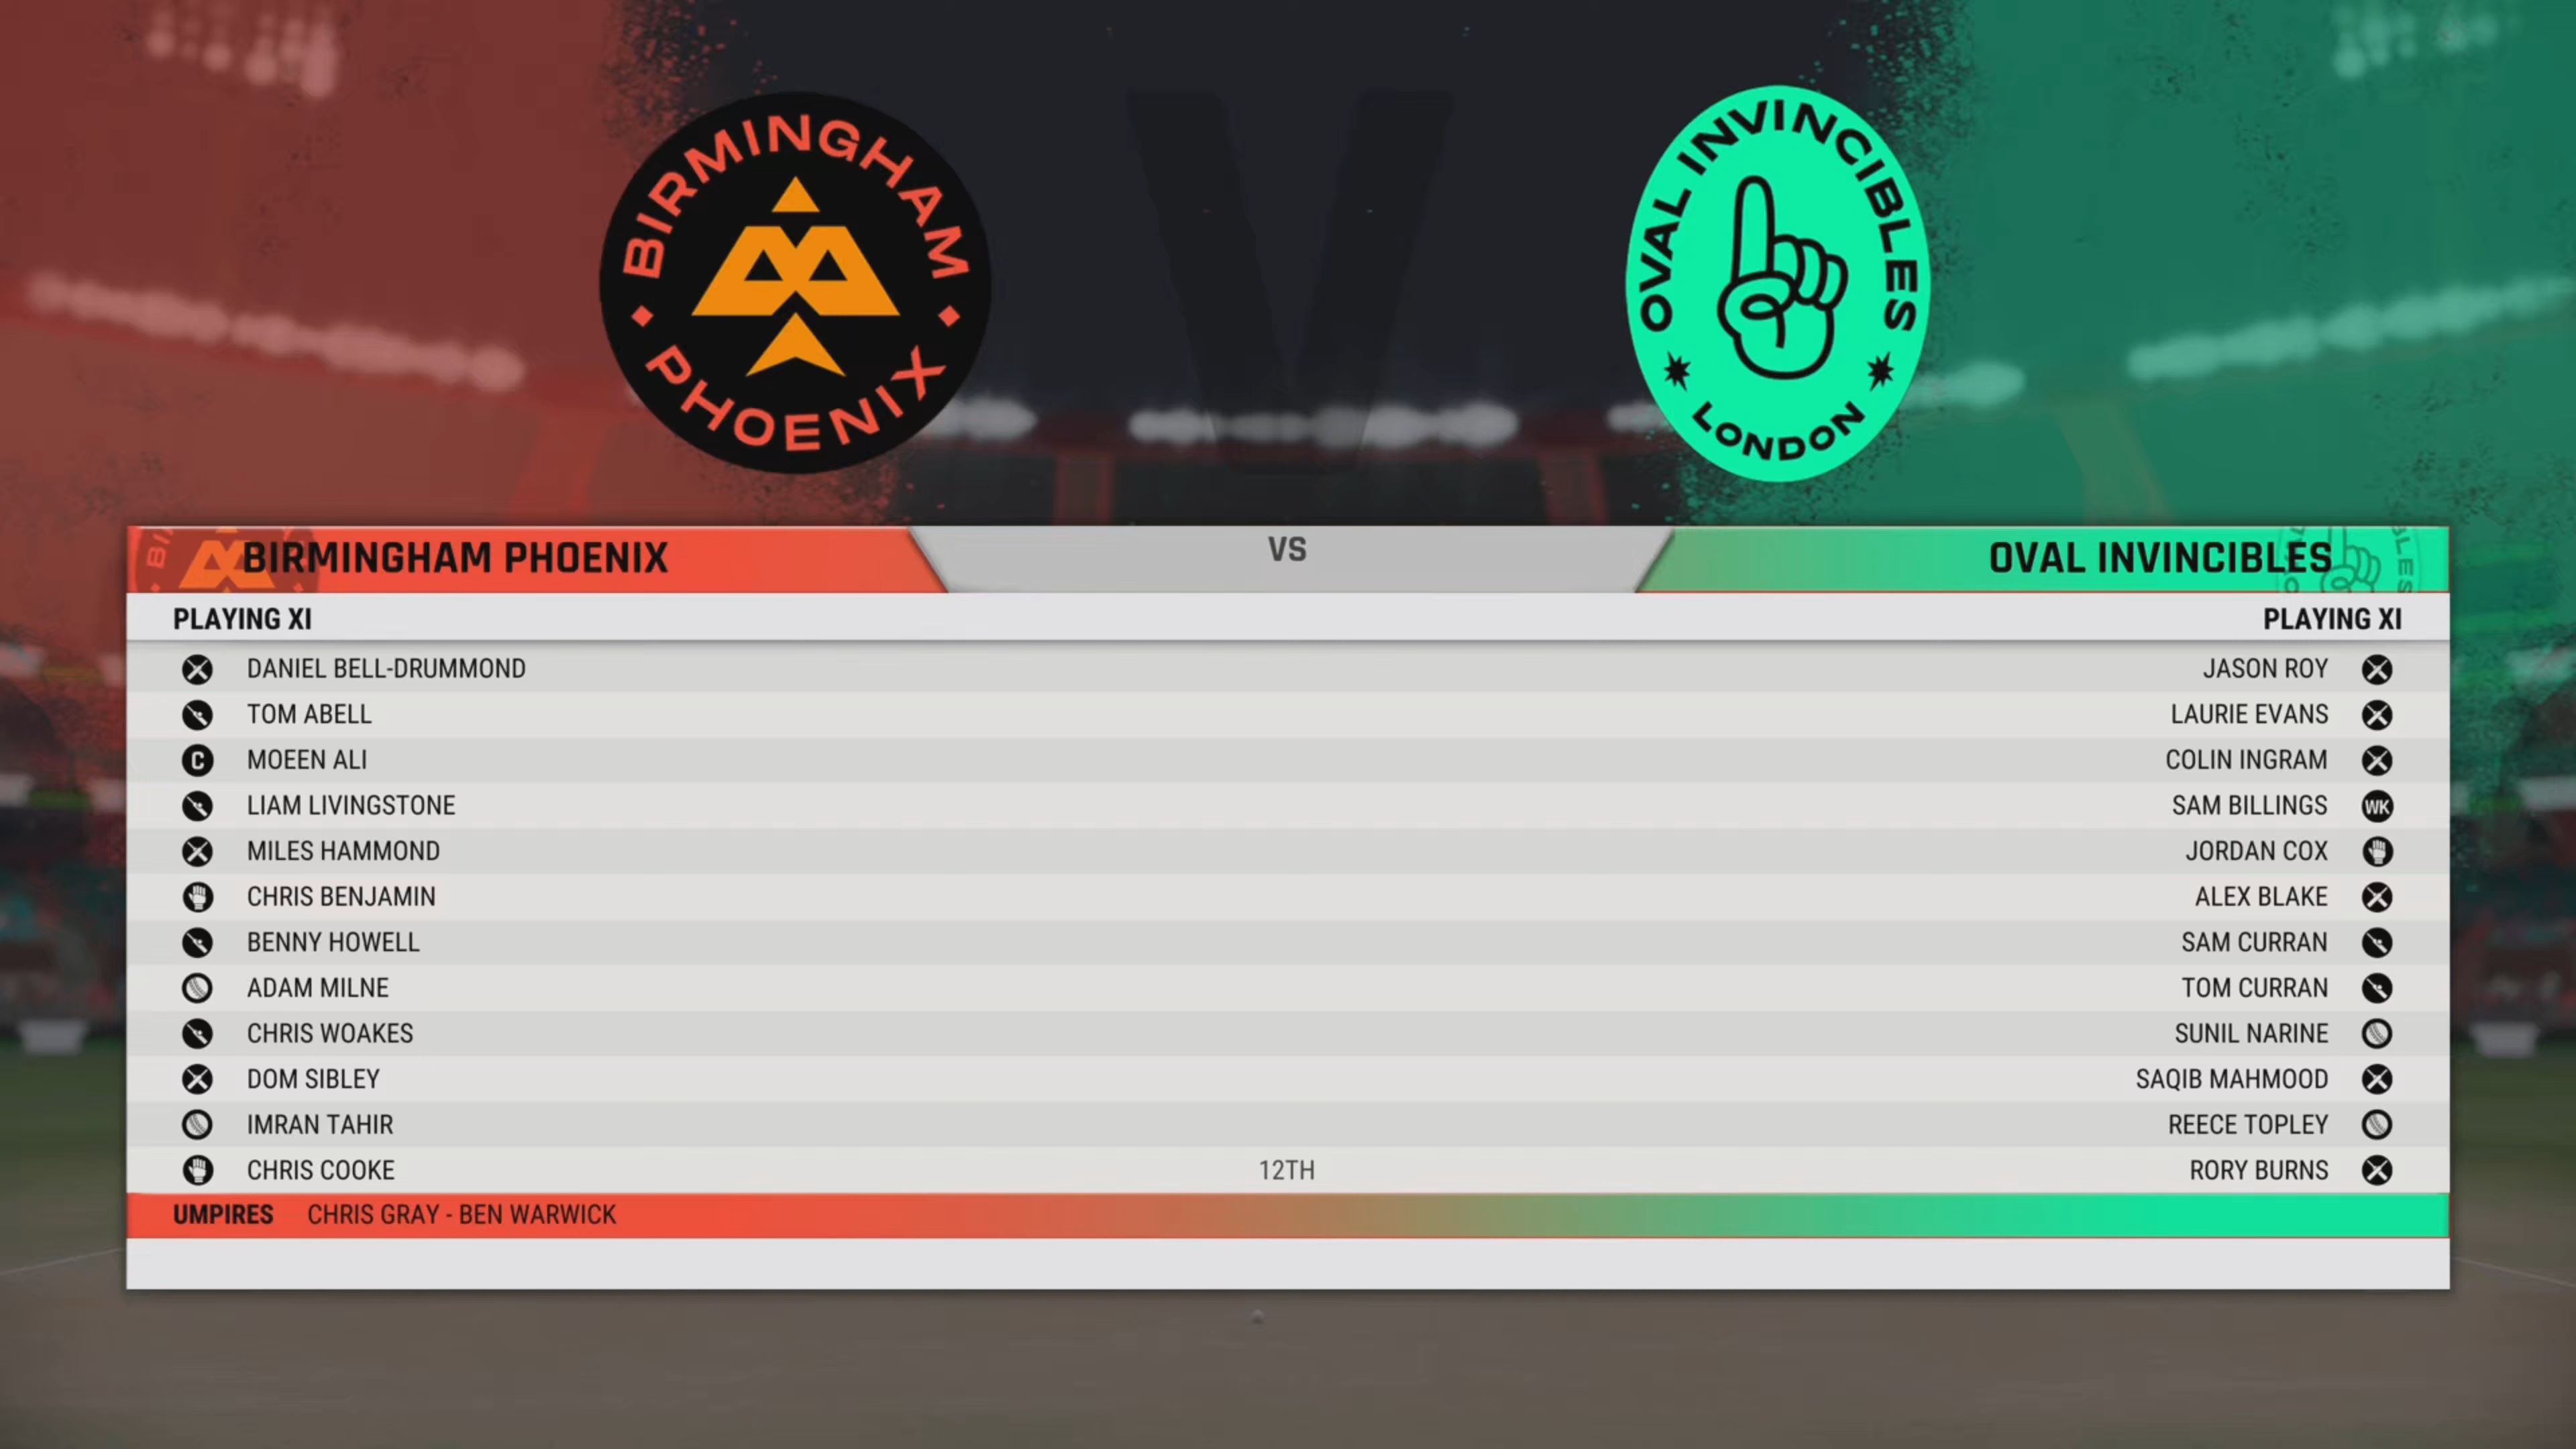 BIRMINGHAM PHOENIX
OVAL INVINCIBLES LONDON
BIRMINGHAM PHOENIX VS OVAL INVINCIBLES
PLAYING XI PLAYING XI
DANIEL BELL-DRUMMOND JASON ROY
TOM ABELL LAURIE EVANS
C MOEEN ALI COLIN INGRAM
LIAM LIVINGSTONE SAM BILLINGS WK
MILES HAMMOND JORDAN COX
CHRIS BENJAMIN ALEX BLAKE
BENNY HOWELL SAM CURRAN
ADAM MILNE TOM CURRAN
CHRIS WOAKES SUNIL NARINE
DOM SIBLEY SAQIB MAHMOOD
IMRAN TAHIR REECE TOPLEY
CHRIS COOKE 12TH RORY BURNS
UMPIRES CHRIS GRAY - BEN WARWICK